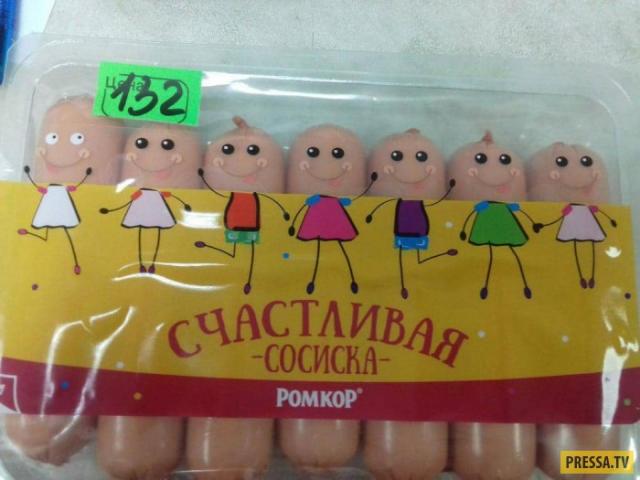 Цена
132
СЧАСТЛИВАЯ
-СОСИСКА-
РОМКОР®
PRESSA.TV